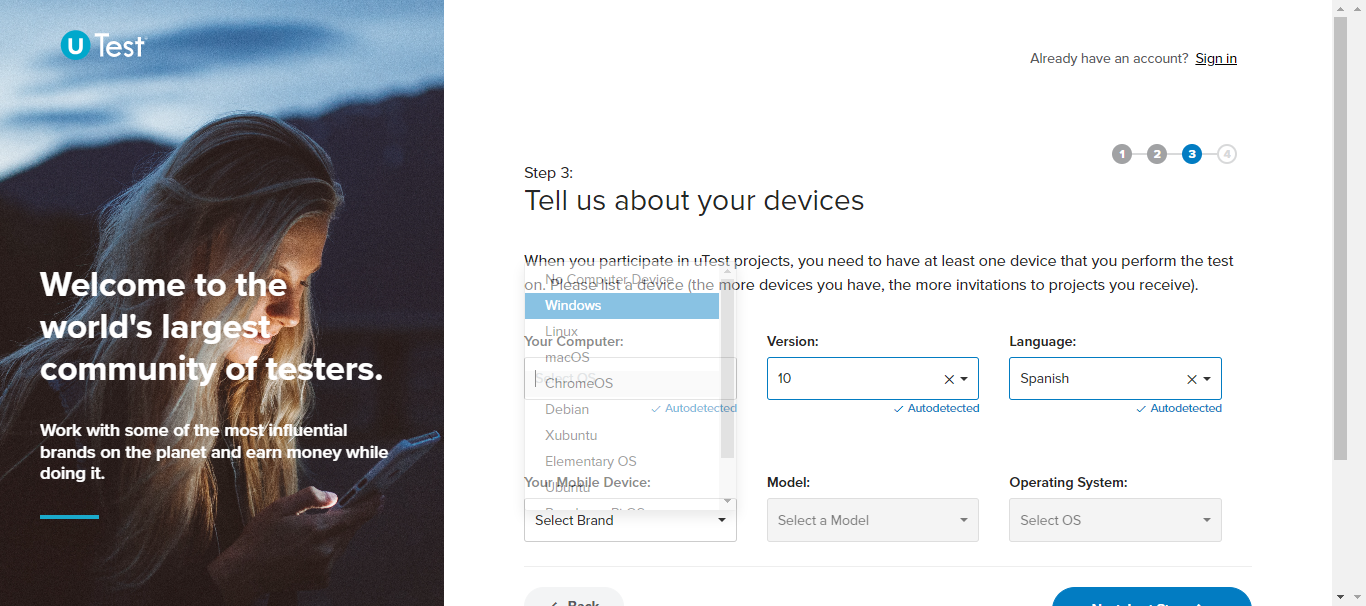 U Test
Already have an account? Sign in
1 2 3 4
Step 3:
Tell us about your devices
When you participate in uTest projects, you need to have at least one device that you perform the test
on. Please list a device (the more devices you have, the more invitations to projects you receive).
No Computer Device
Windows
Linux
macOS
ChromeOS
Debian
Xubuntu
Elementary OS
Ubuntu
Your Computer:
Select OS
Autodetected
Version:
10
Autodetected
Language:
Spanish
Autodetected
Your Mobile Device:
Select Brand
Model:
Select a Model
Operating System:
Select OS
Back
Welcome to the
world's largest
community of testers.
Work with some of the most influential
brands on the planet and earn money while
doing it.